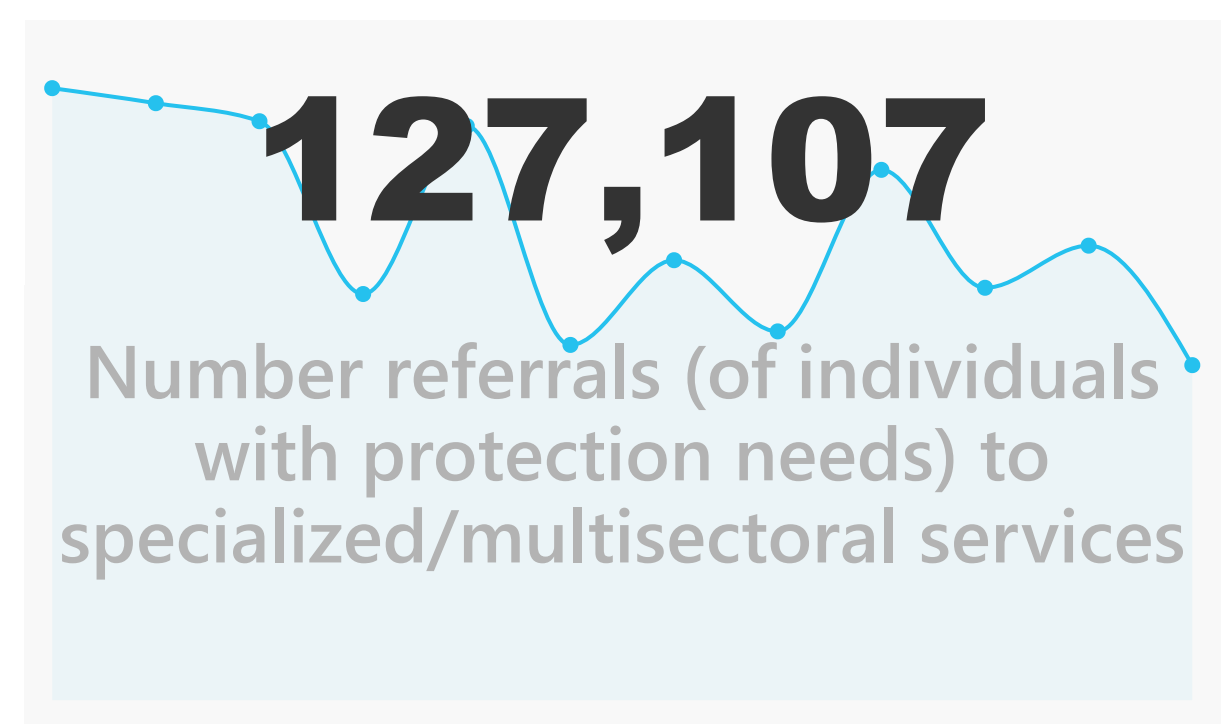 127,107
Number referrals (of individuals
with protection needs) to
specialized/multisectoral services